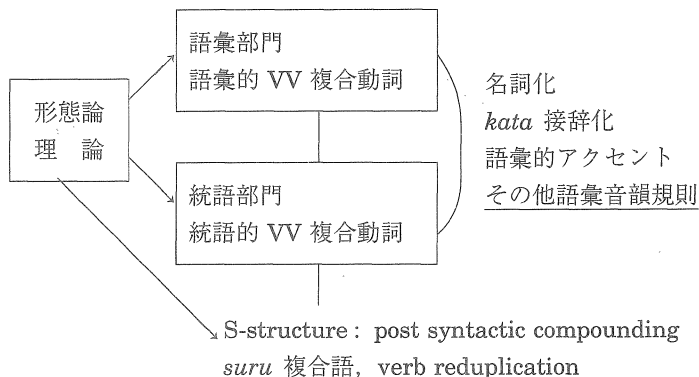 語彙部門
語彙的 VV 複合動詞
形態論
理 論
名詞化
kata 接辞化
語彙的アクセント
その他語彙音韻規則
統語部門
統語的 VV 複合動詞
S-structure : post syntactic compounding
suru 複合語, verb reduplication